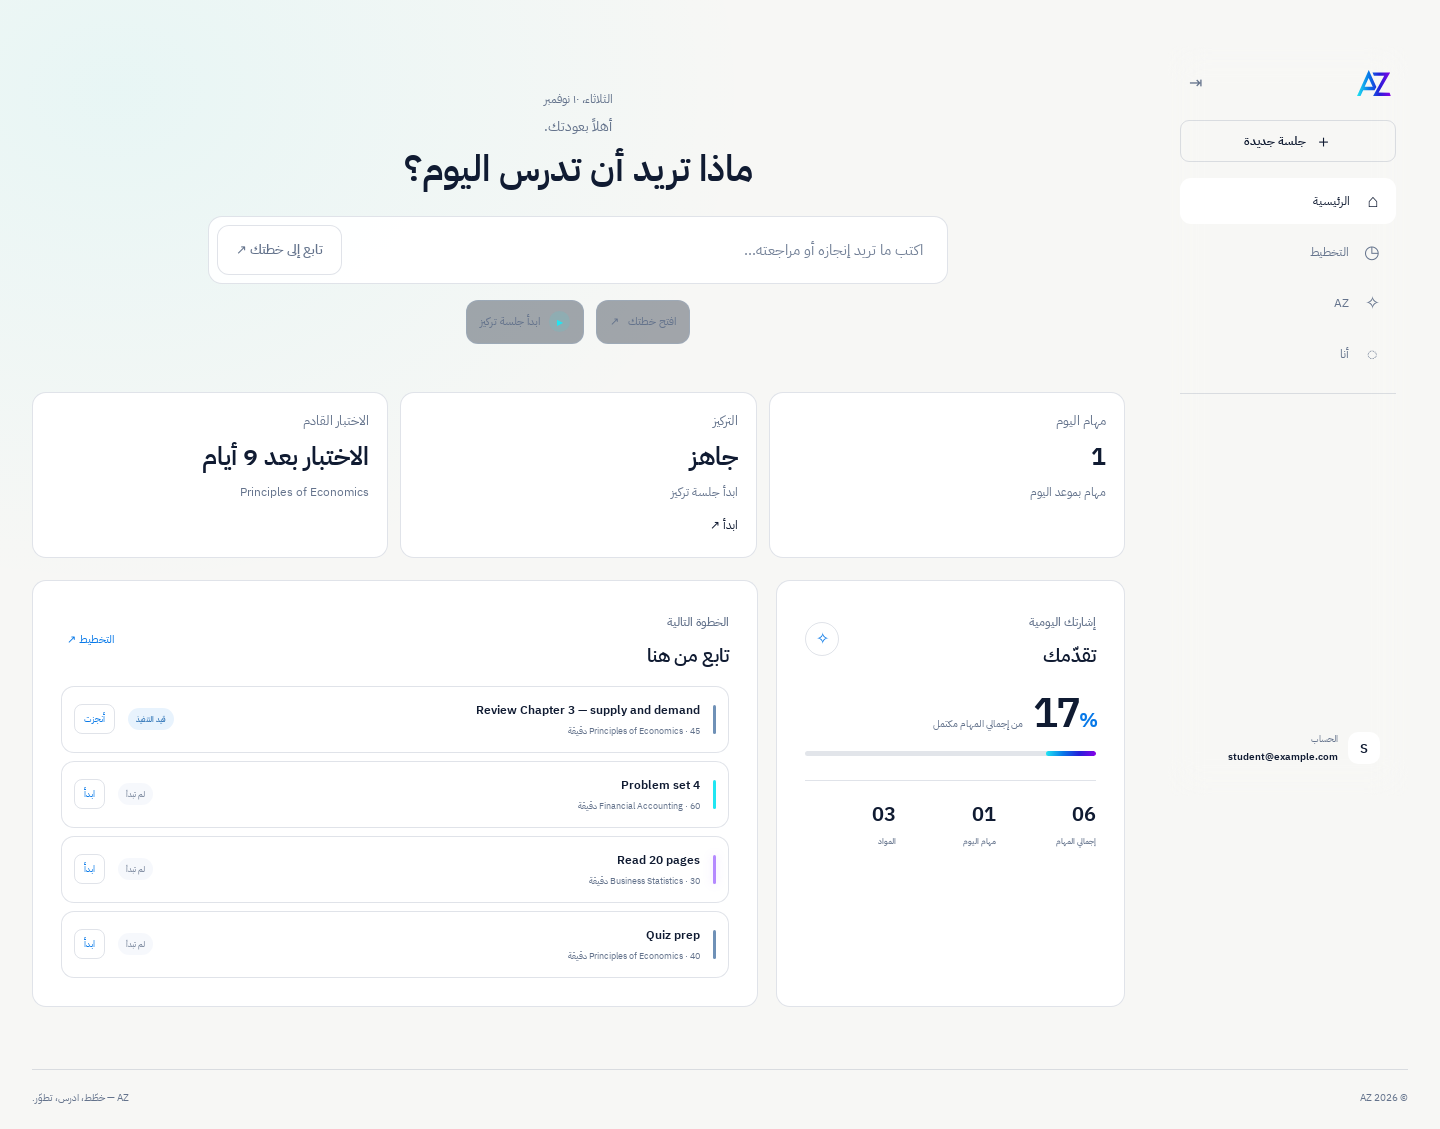 AZ
+ جلسة جديدة
الرئيسية
التخطيط
AZ
أنا
الحساب
S
student@example.com
الثلاثاء، ١٠ نوفمبر
أهلاً بعودتك.
ماذا تريد أن تدرس اليوم؟
اكتب ما تريد إنجازه أو مراجعته...
تابع إلى خطتك ↗
افتح خطتك ↗
ابدأ جلسة تركيز
مهام اليوم
1
مهام بموعد اليوم
التركيز
جاهز
ابدأ جلسة تركيز
ابدأ ↗
الاختبار القادم
الاختبار بعد 9 أيام
Principles of Economics
إشارتك اليومية
تقدّمك
17%
من إجمالي المهام مكتمل
06
إجمالي المهام
01
مهام اليوم
03
المواد
الخطوة التالية
تابع من هنا
التخطيط ↗
Review Chapter 3 — supply and demand
Principles of Economics · 45 دقيقة
قيد التنفيذ
أنجزت
Problem set 4
Financial Accounting · 60 دقيقة
لم تبدأ
ابدأ
Read 20 pages
Business Statistics · 30 دقيقة
لم تبدأ
ابدأ
Quiz prep
Principles of Economics · 40 دقيقة
لم تبدأ
ابدأ
© 2026 AZ
AZ — خطّط، ادرس، تطوّر.